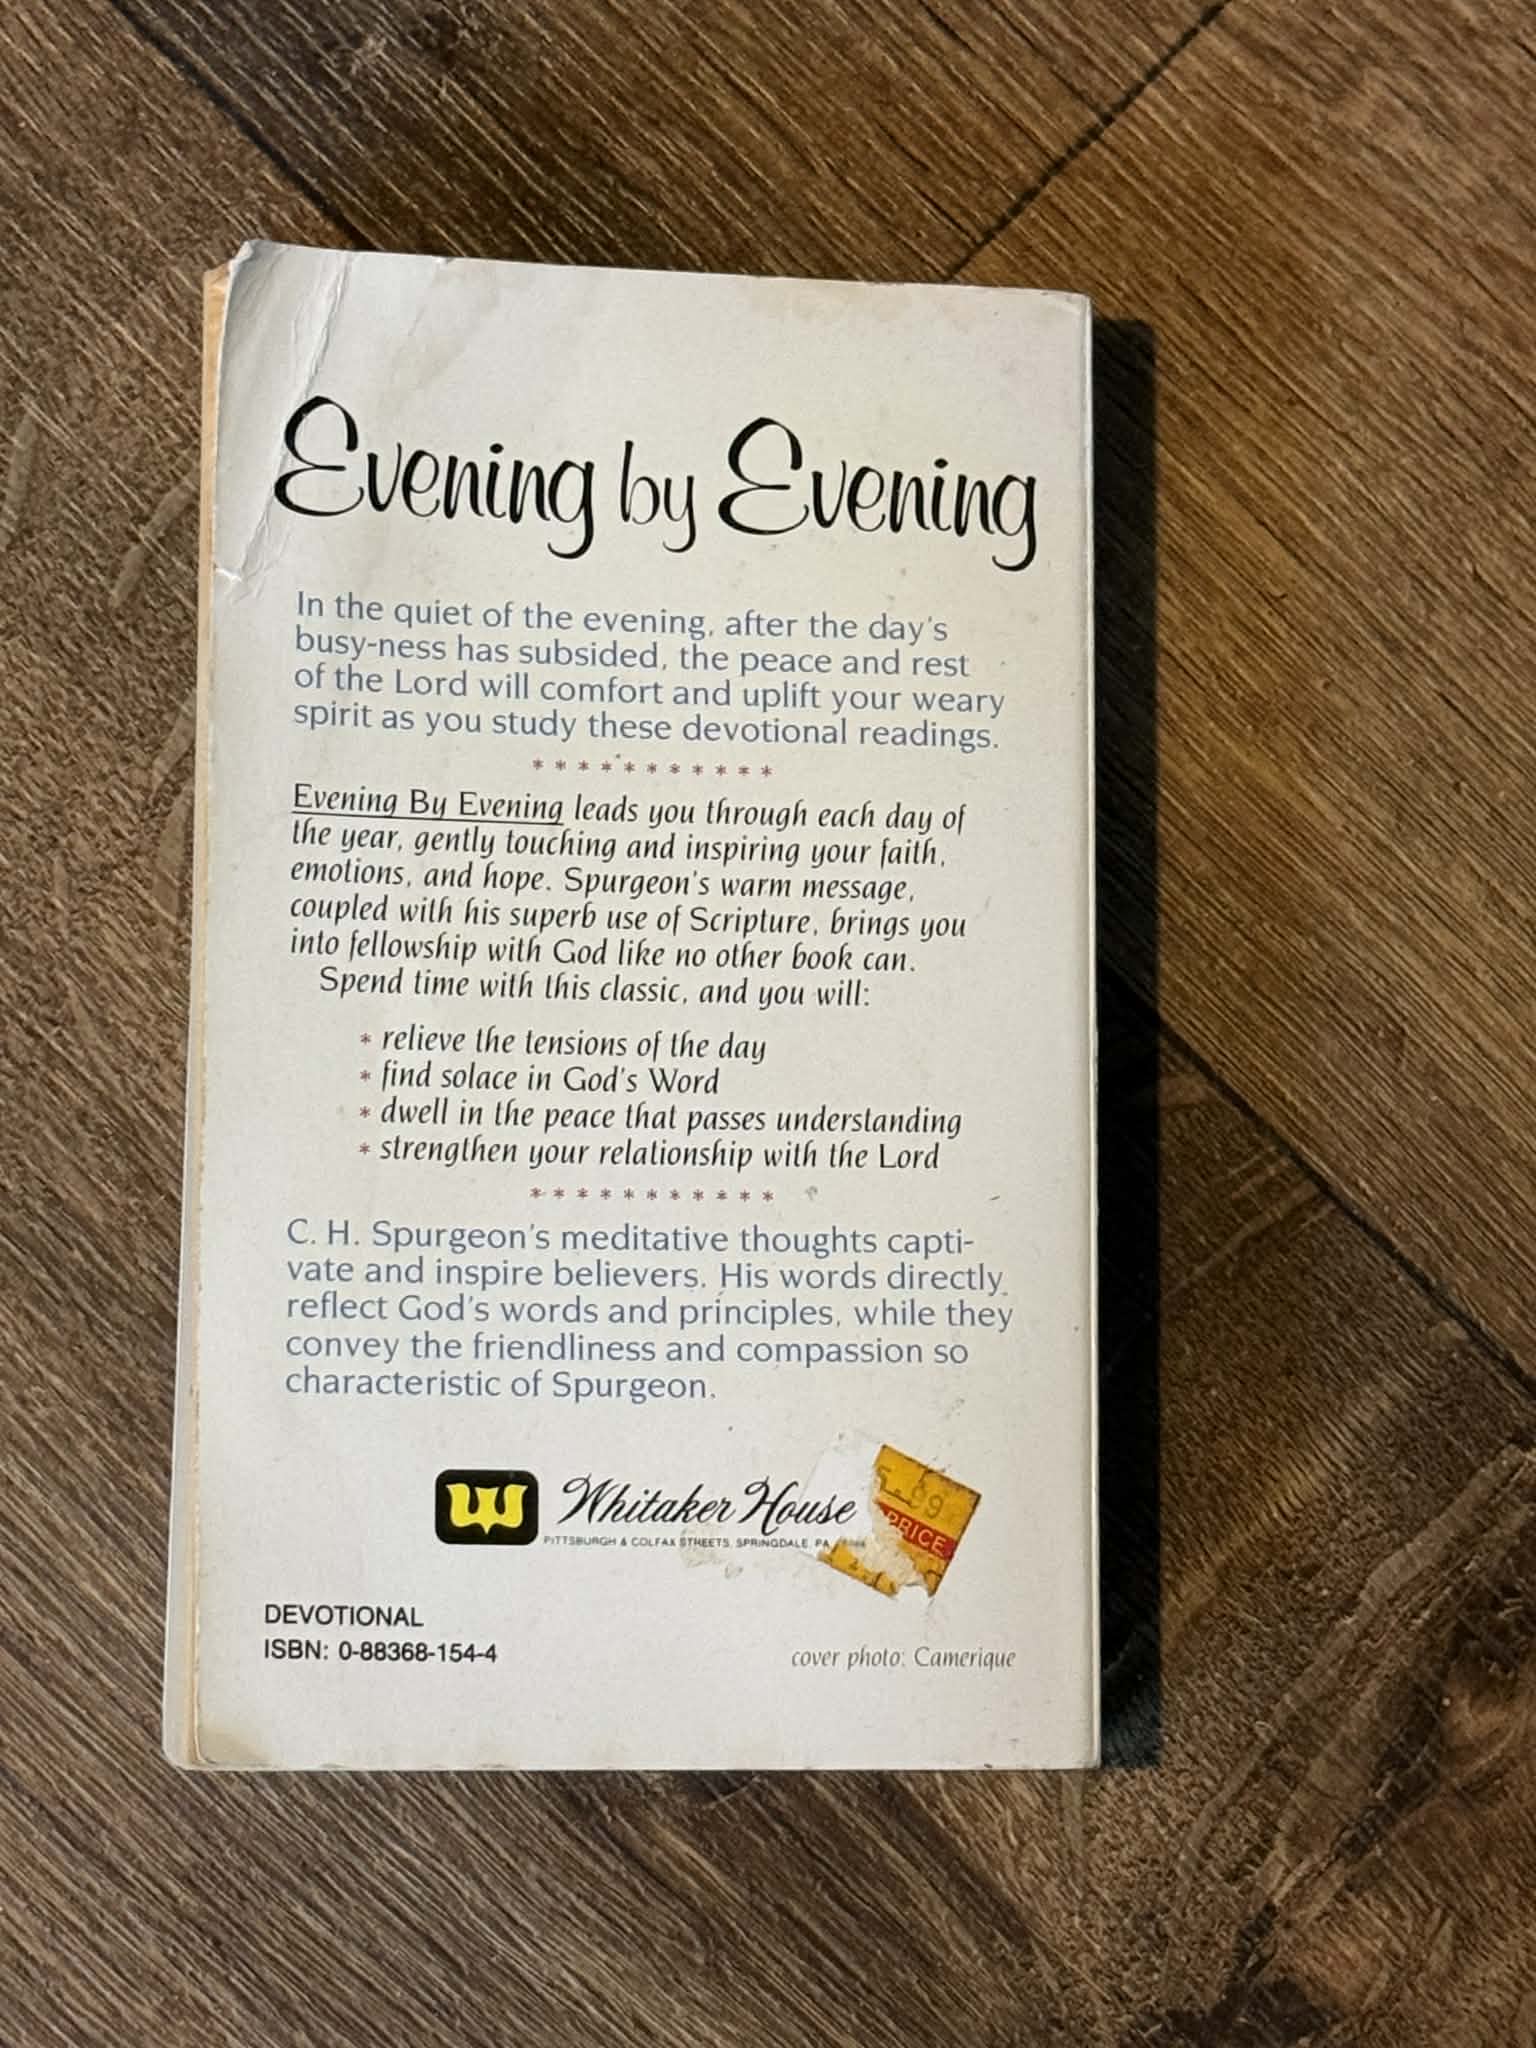 Evening by Evening
In the quiet of the evening, after the day's
busy-ness has subsided, the peace and rest
of the Lord will comfort and uplift your weary
spirit as you study these devotional readings.
* * * * * * * * * * *
Evening By Evening leads you through each day of
the year, gently touching and inspiring your faith,
emotions, and hope. Spurgeon's warm message,
coupled with his superb use of Scripture, brings you
into fellowship with God like no other book can.
Spend time with this classic, and you will:
* relieve the tensions of the day
* find solace in God's Word
* dwell in the peace that passes understanding
* strengthen your relationship with the Lord
* * * * * * * * * * *
C. H. Spurgeon's meditative thoughts capti-
vate and inspire believers. His words directly
reflect God's words and principles, while they
convey the friendliness and compassion so
characteristic of Spurgeon.
W Whitaker House
PITTSBURGH & COLFAX STREETS, SPRINGDALE, PA
PRICE
DEVOTIONAL
ISBN: 0-88368-154-4
cover photo: Camerique